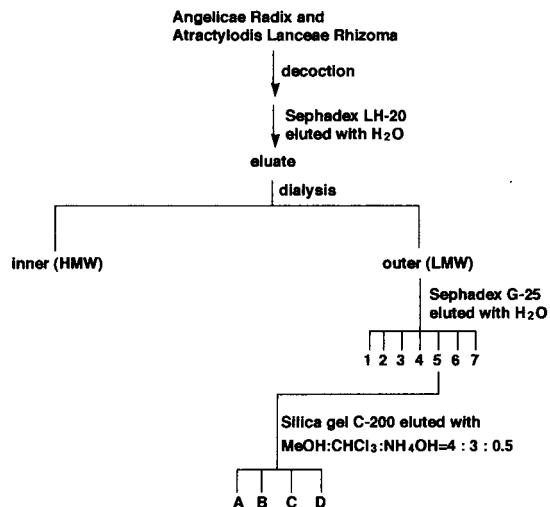 Angelicae Radix and
Atractylodis Lanceae Rhizoma
decoction
Sephadex LH-20
eluted with H2O
eluate
dialysis
inner (HMW)
outer (LMW)
Sephadex G-25
eluted with H2O
1 2 3 4 5 6 7
Silica gel C-200 eluted with
MeOH:CHCl3:NH4OH=4 : 3 : 0.5
A B C D